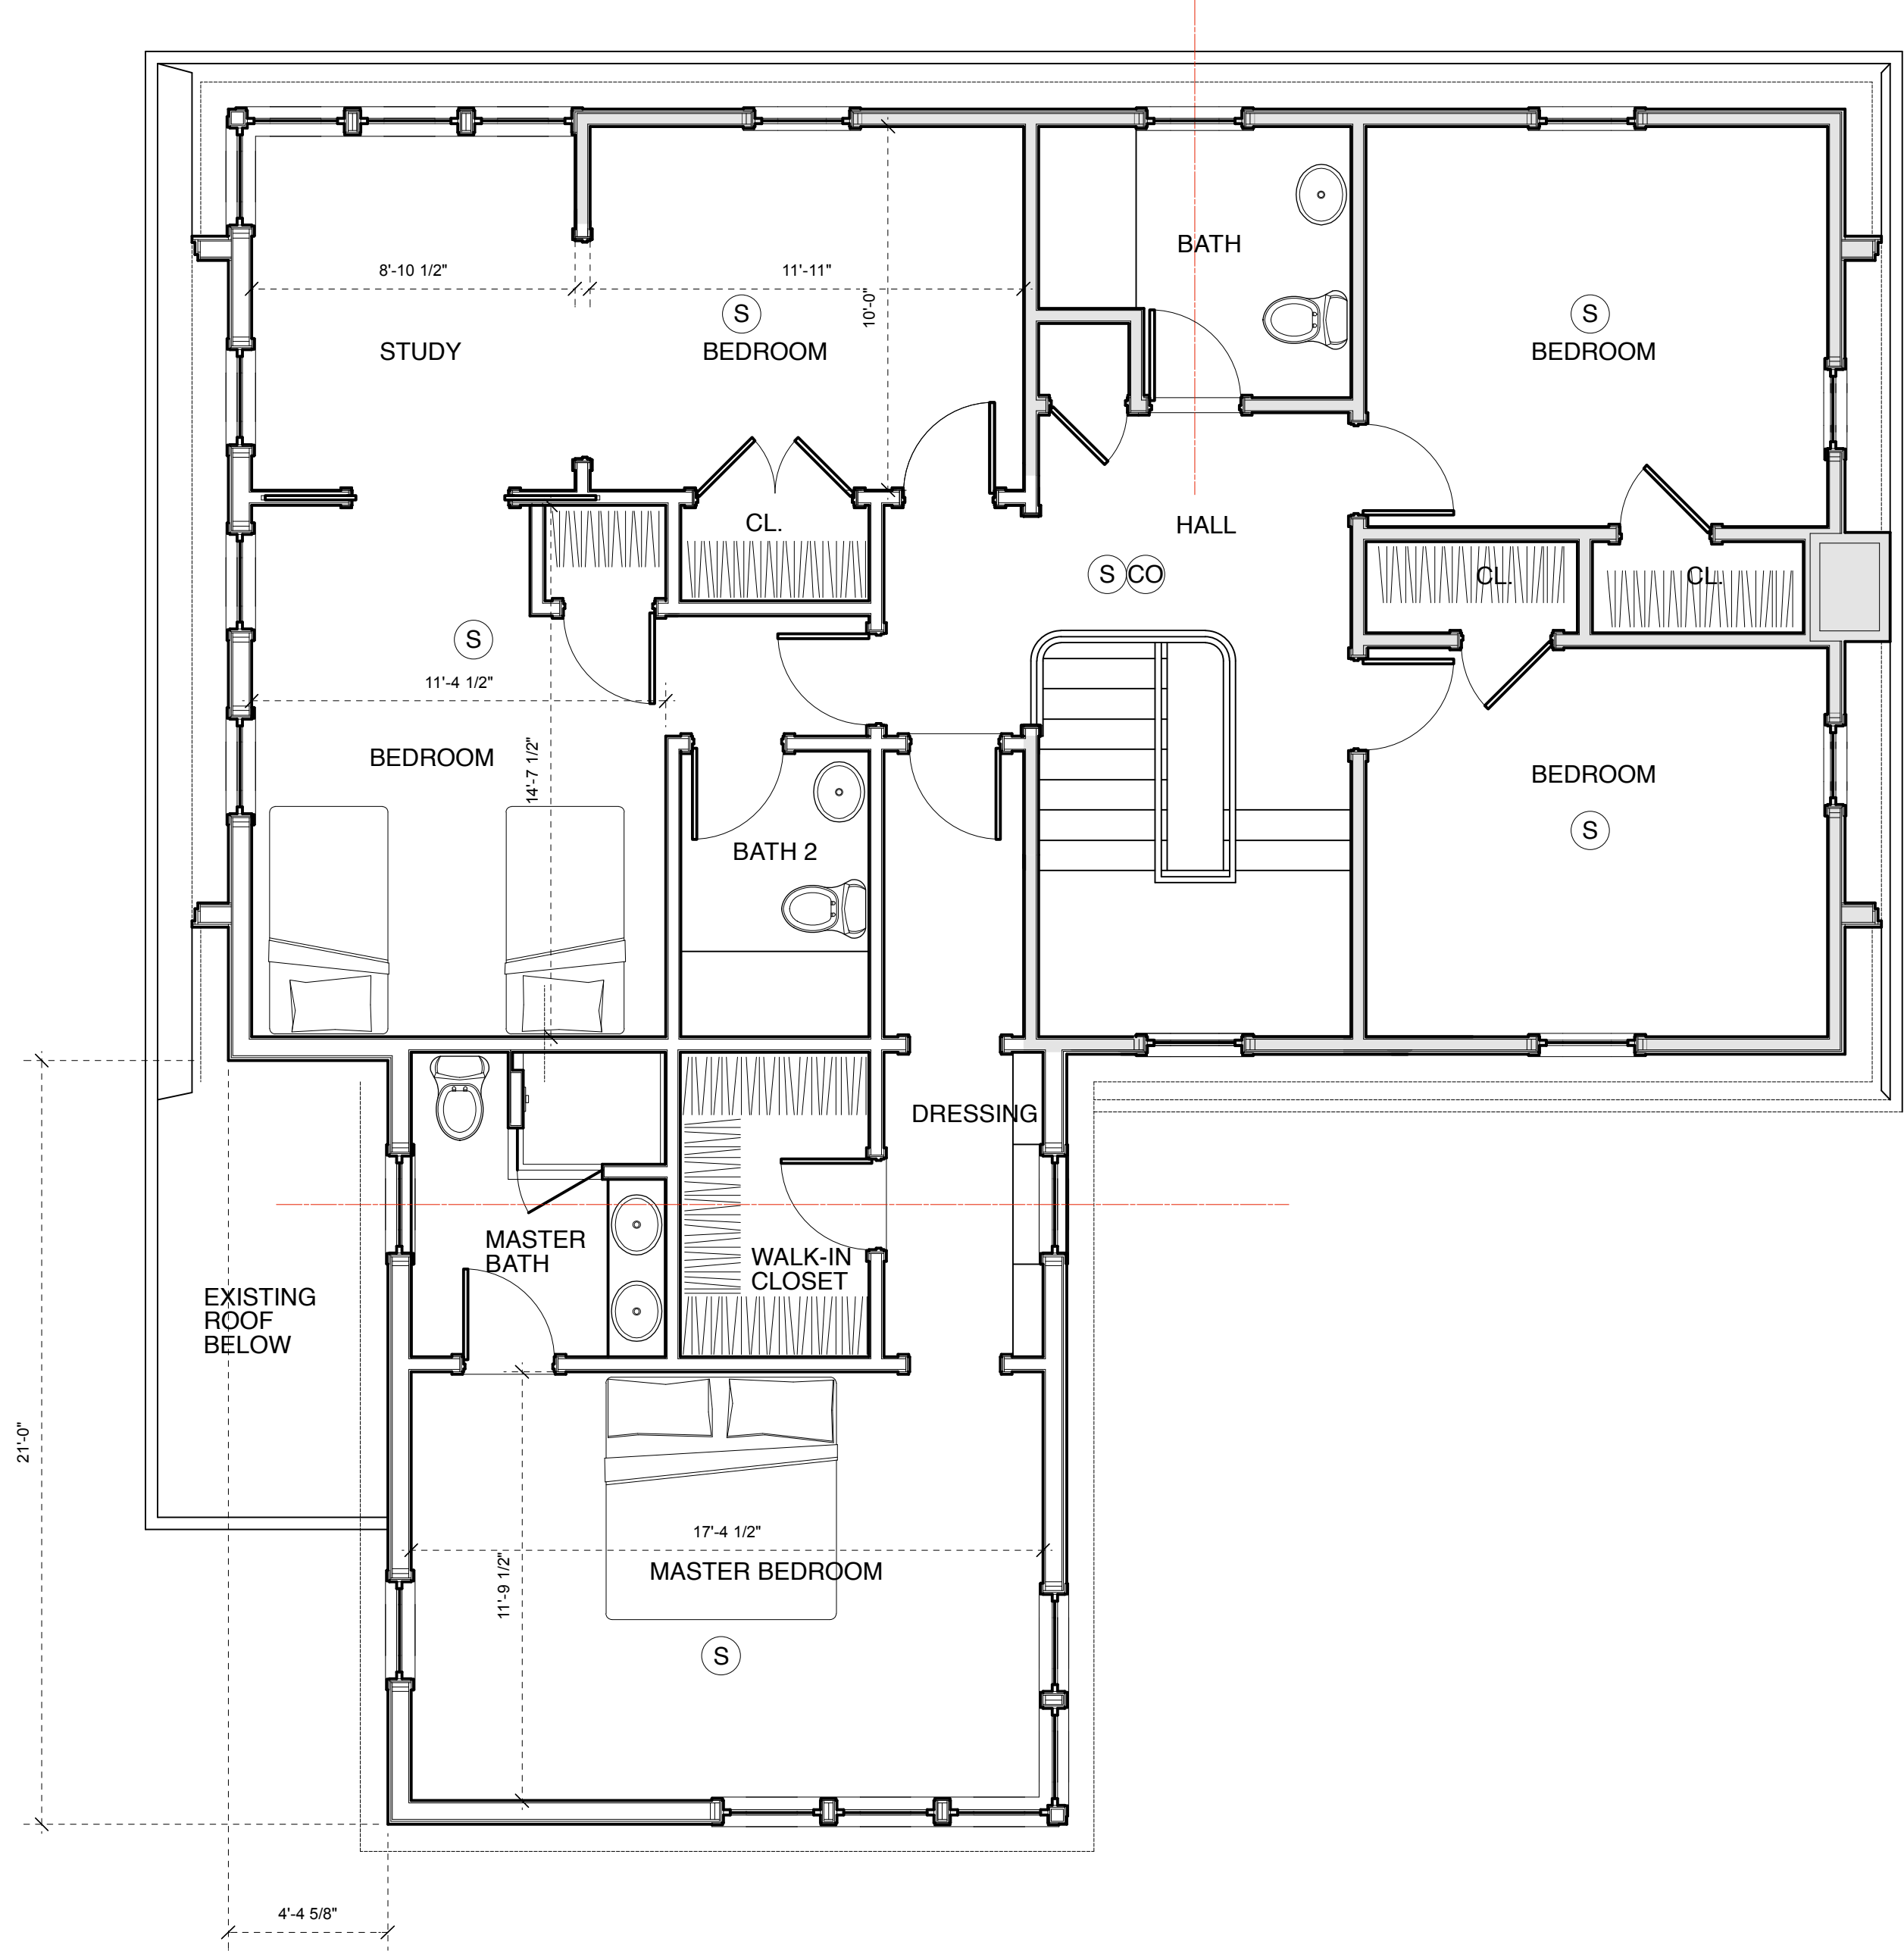 BATH
8'-10 1/2"
11'-11"
10'-0"
S
S
STUDY
BEDROOM
BEDROOM
CL.
HALL
S
CO
CL.
CL.
S
11'-4 1/2"
BEDROOM
14'-7 1/2"
BEDROOM
S
BATH 2
DRESSING
MASTER
BATH
WALK-IN
CLOSET
EXISTING
ROOF
BELOW
21'-0"
17'-4 1/2"
11'-9 1/2"
MASTER BEDROOM
S
4'-4 5/8"